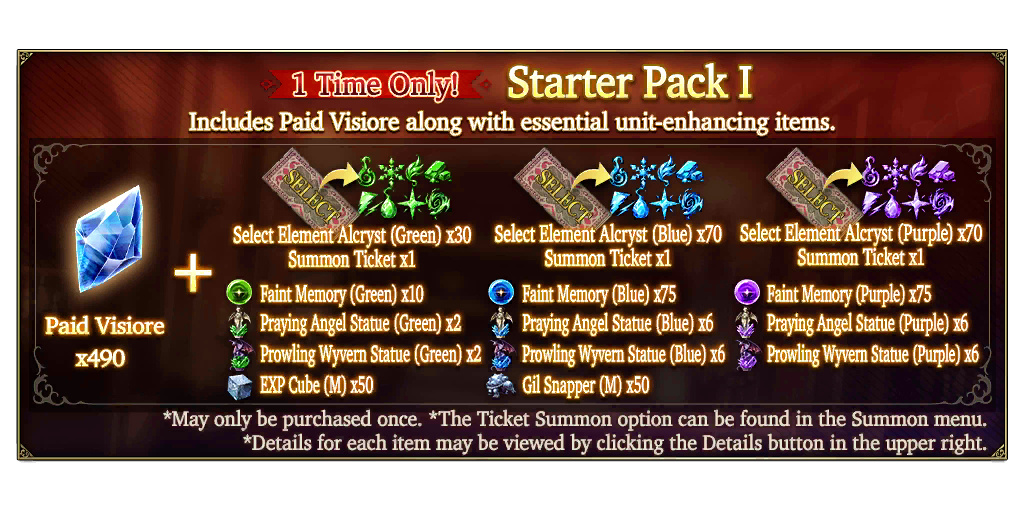 1 Time Only! Starter Pack I
Includes Paid Visiore along with essential unit-enhancing items.
SELECT
SELECT
SELECT
Select Element Alcryst (Green) x30
Summon Ticket x1
Select Element Alcryst (Blue) x70
Summon Ticket x1
Select Element Alcryst (Purple) x70
Summon Ticket x1
+
Paid Visiore
x490
Faint Memory (Green) x10
Praying Angel Statue (Green) x2
Prowling Wyvern Statue (Green) x2
EXP Cube (M) x50
Faint Memory (Blue) x75
Praying Angel Statue (Blue) x6
Prowling Wyvern Statue (Blue) x6
Gil Snapper (M) x50
Faint Memory (Purple) x75
Praying Angel Statue (Purple) x6
Prowling Wyvern Statue (Purple) x6
*May only be purchased once. *The Ticket Summon option can be found in the Summon menu.
*Details for each item may be viewed by clicking the Details button in the upper right.